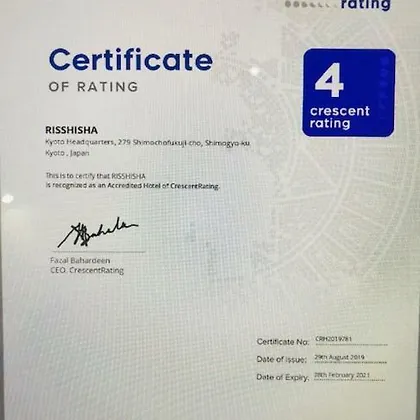 rating
Certificate
OF RATING
4
crescent
rating
RISSHISHA
Kyoto Headquarters, 279 Shimochofukuji-cho, Shimogyo-ku
Kyoto , Japan
This is to certify that RISSHISHA
is recognized as an Accredited Hotel of CrescentRating.
Fazal Bahardeen
CEO, CrescentRating
Certificate No: CRH2019781
Date of issue: 29th August 2019
Date of Expiry: 28th February 2021